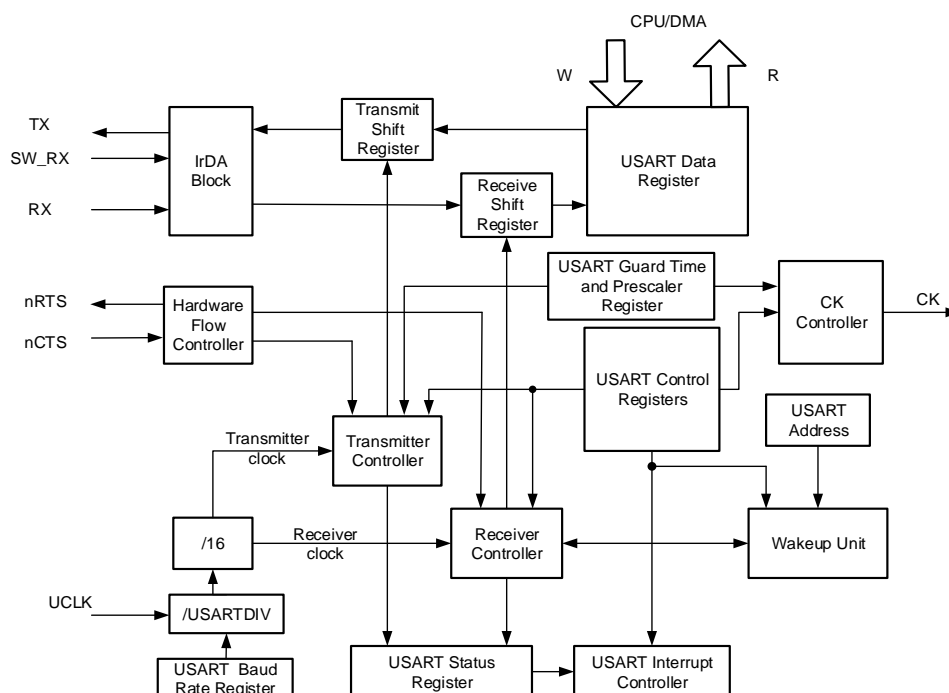 CPU/DMA
W
R
TX
SW_RX
RX
IrDA
Block
Transmit
Shift
Register
Receive
Shift
Register
USART Data
Register
nRTS
nCTS
Hardware
Flow
Controller
USART Guard Time
and Prescaler
Register
CK
Controller
CK
USART Control
Registers
USART
Address
Transmitter
clock
Transmitter
Controller
/16
Receiver
clock
Receiver
Controller
Wakeup Unit
UCLK
/USARTDIV
USART Baud
Rate Register
USART Status
Register
USART Interrupt
Controller